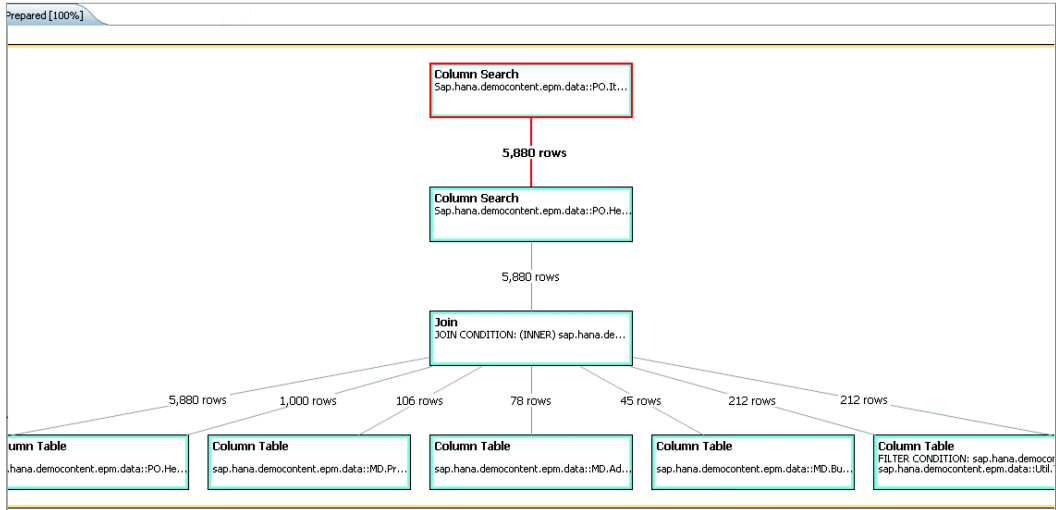 Prepared [100%]
Column Search
Sap.hana.democontent.epm.data::PO.It...
5,880 rows
Column Search
Sap.hana.democontent.epm.data::PO.He...
5,880 rows
Join
JOIN CONDITION: (INNER) sap.hana.de...
5,880 rows 1,000 rows 106 rows 78 rows 45 rows 212 rows 212 rows
umn Table
.hana.democontent.epm.data::PO.He...
Column Table
sap.hana.democontent.epm.data::MD.Pr...
Column Table
sap.hana.democontent.epm.data::MD.Ad...
Column Table
sap.hana.democontent.epm.data::MD.Bu...
Column Table
FILTER CONDITION: sap.hana.democor
sap.hana.democontent.epm.data::Util.